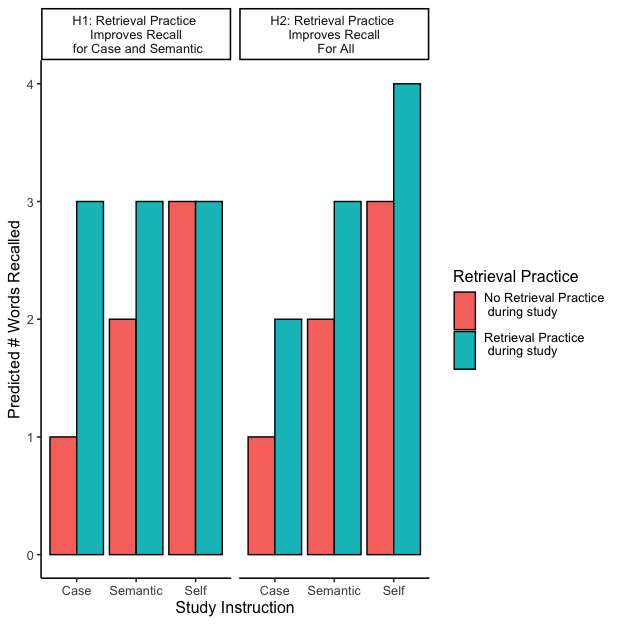 H1: Retrieval Practice
Improves Recall
for Case and Semantic
H2: Retrieval Practice
Improves Recall
For All
Predicted # Words Recalled
4
3
2
1
0
Case Semantic Self
Case Semantic Self
Study Instruction
Retrieval Practice
No Retrieval Practice
during study
Retrieval Practice
during study